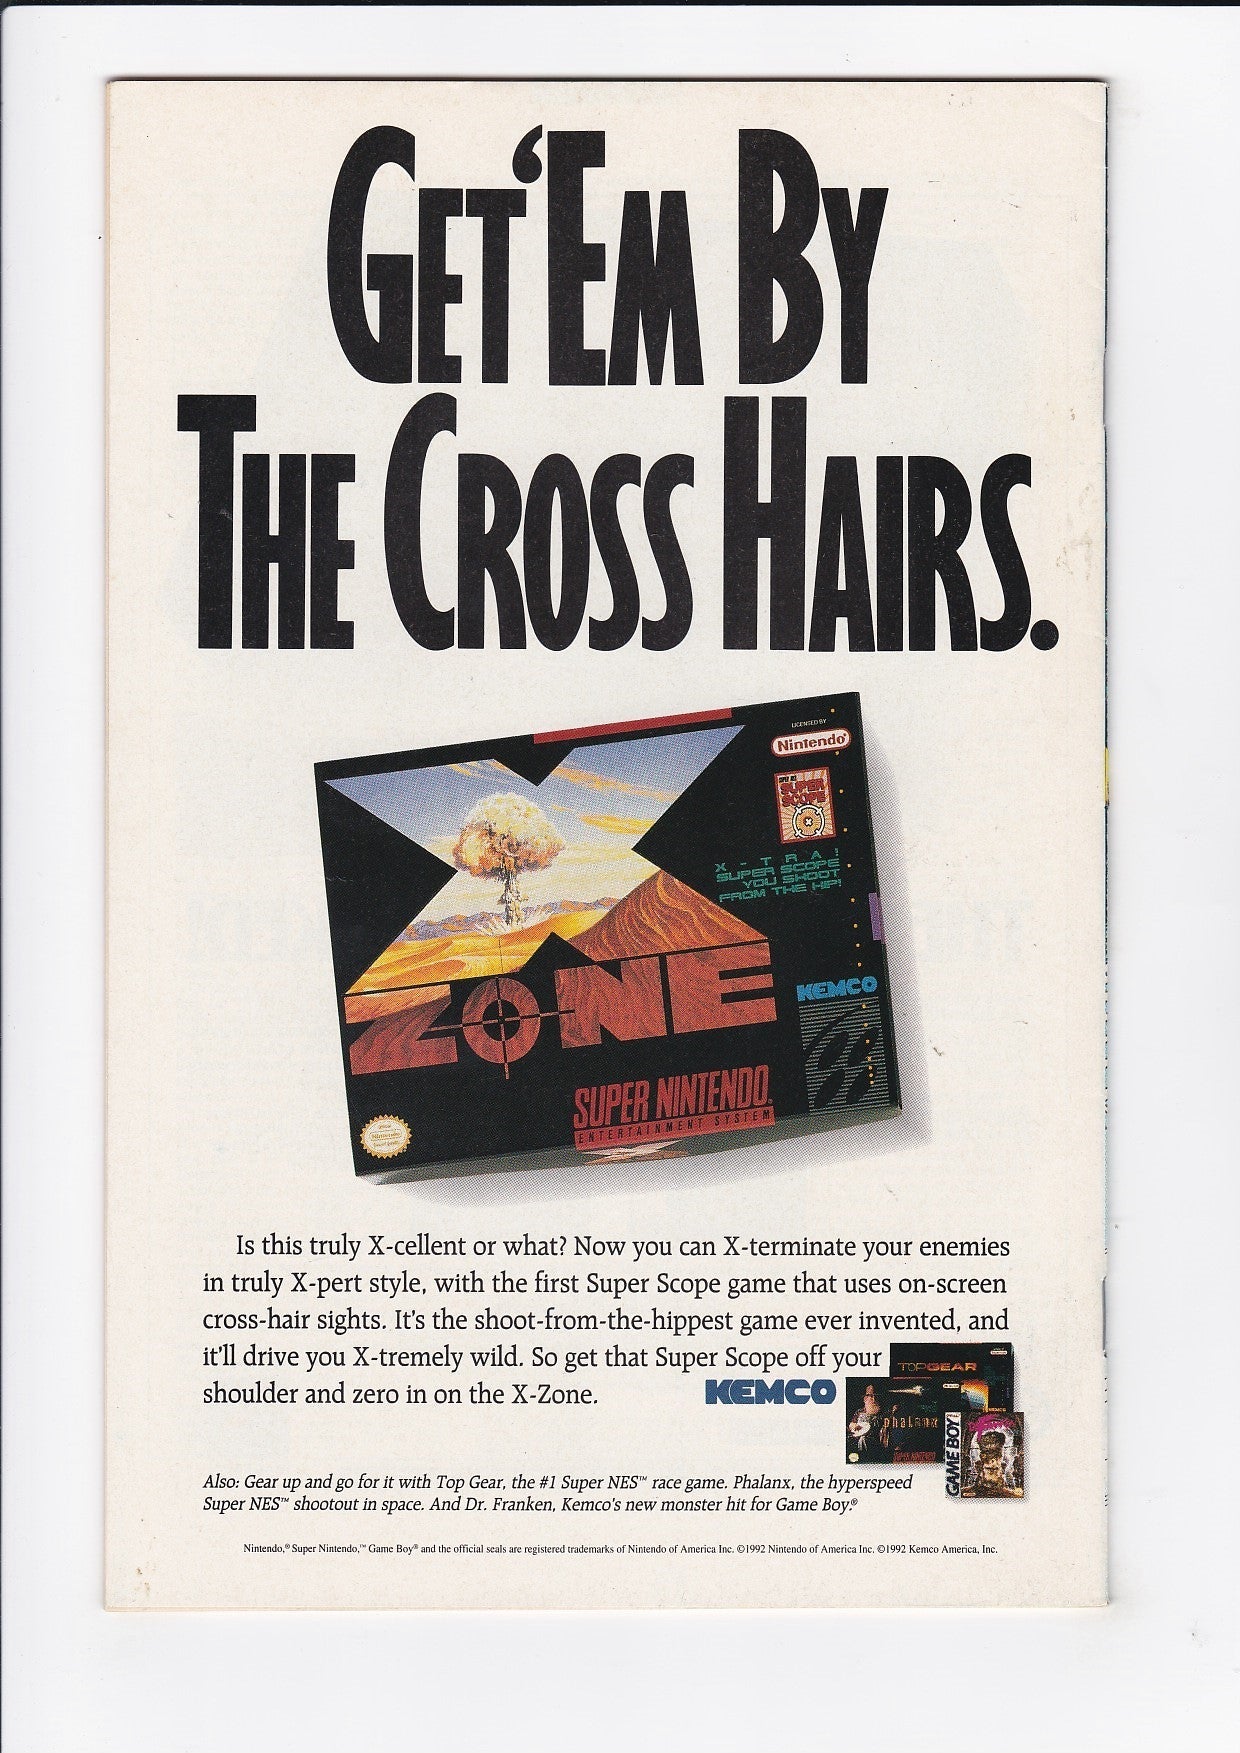 GET 'EM BY
THE CROSS HAIRS.
LICENSED BY
Nintendo®
SUPER
SCOPE
X-TRA!
SUPER SCOPE
YOU SHOOT
FROM THE HIP!
ZONE
KEMCO
SUPER NINTENDO
ENTERTAINMENT SYSTEM
Nintendo
Is this truly X-cellent or what? Now you can X-terminate your enemies
in truly X-pert style, with the first Super Scope game that uses on-screen
cross-hair sights. It's the shoot-from-the-hippest game ever invented, and
it'll drive you X-tremely wild. So get that Super Scope off your
shoulder and zero in on the X-Zone.
KEMCO
TOP GEAR
phalanx
GAME BOY
Also: Gear up and go for it with Top Gear, the #1 Super NES™ race game. Phalanx, the hyperspeed
Super NES™ shootout in space. And Dr. Franken, Kemco's new monster hit for Game Boy.®
Nintendo,® Super Nintendo,™ Game Boy® and the official seals are registered trademarks of Nintendo of America Inc. ©1992 Nintendo of America Inc. ©1992 Kemco America, Inc.